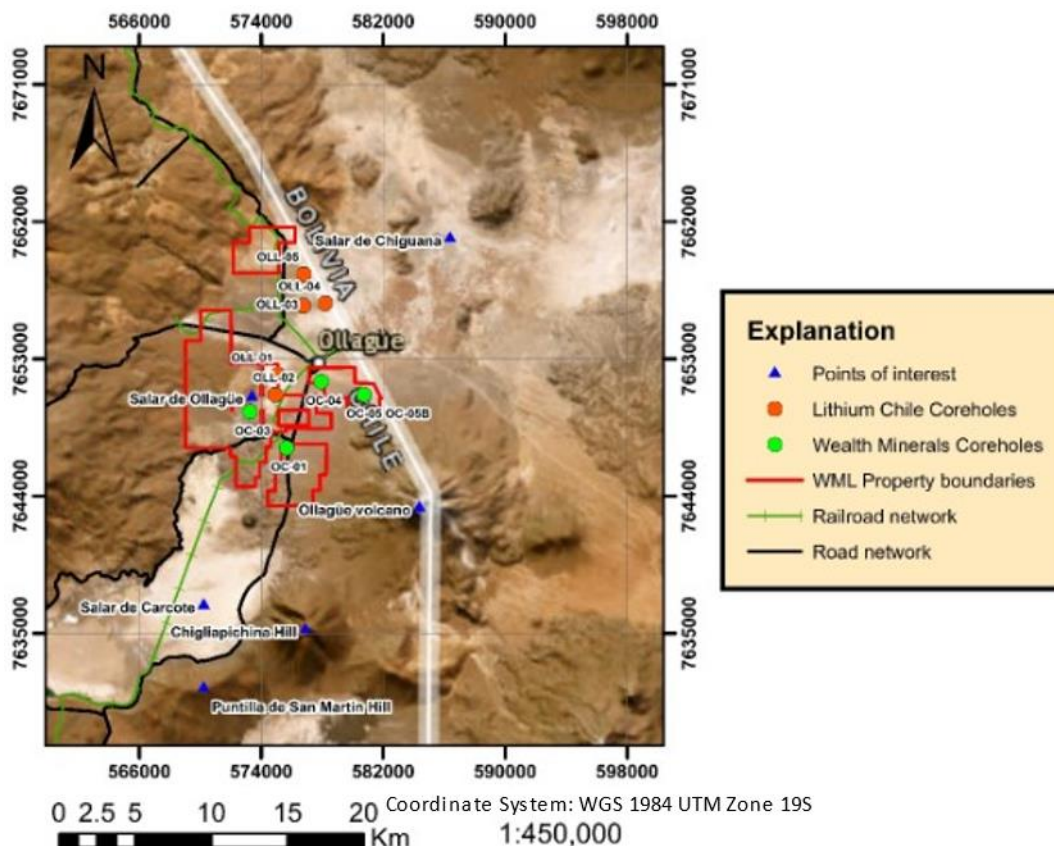 566000 574000 582000 590000 598000
7671000 7671000
N
BOLIVIA
7662000 7662000
Salar de Chiguana
OLL-05
OLL-04
OLL-03
Ollagüe
7653000 7653000
OLL-01
OLL-02
Salar de Ollagüe
OC-04
OC-05 OC-05B
CHILE
OC-03
OC-01
7644000 7644000
Ollagüe volcano
Salar de Carcote
Chigliapichina Hill
7635000 7635000
Puntilla de San Martin Hill
566000 574000 582000 590000 598000
Explanation
Points of interest
Lithium Chile Coreholes
Wealth Minerals Coreholes
WML Property boundaries
Railroad network
Road network
0 2.5 5 10 15 20
Km
Coordinate System: WGS 1984 UTM Zone 19S
1:450,000